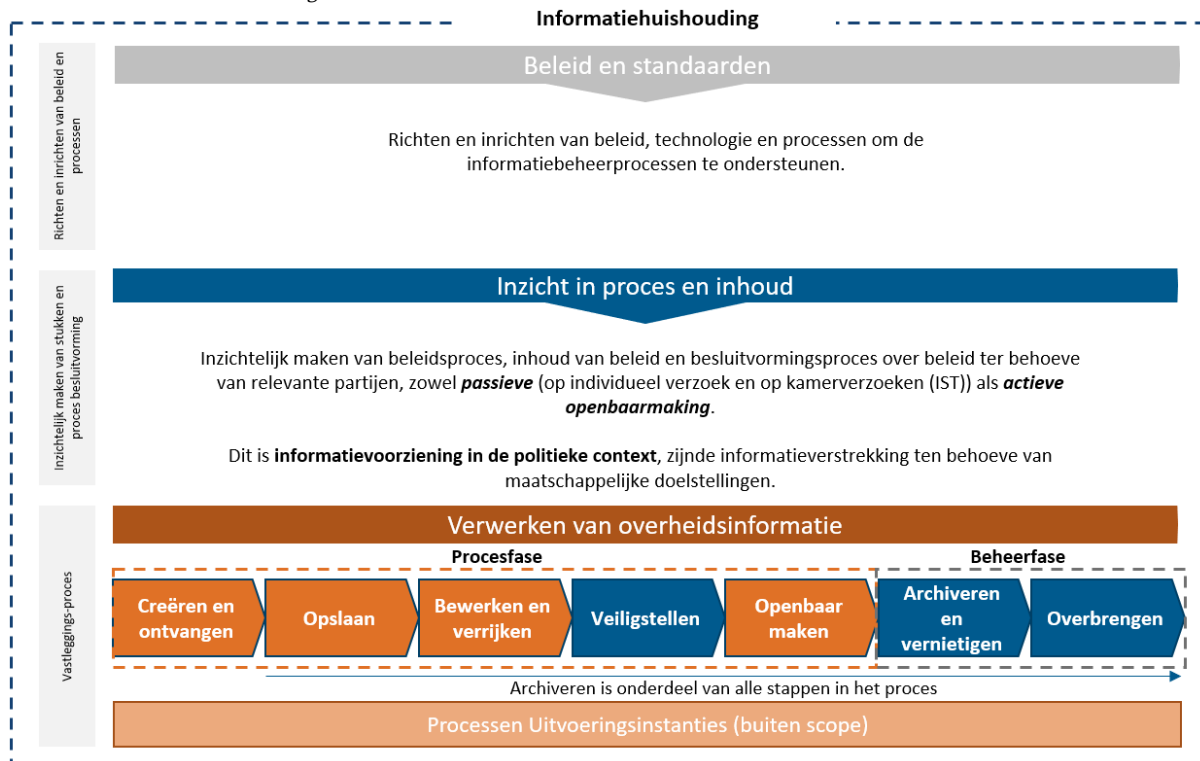 Informatiehuishouding
Richten en inrichten van beleid en
processen
Beleid en standaarden
Richten en inrichten van beleid, technologie en processen om de
informatiebeheerprocessen te ondersteunen.
Inzichtelijk maken van stukken en
proces besluitvorming
Inzicht in proces en inhoud
Inzichtelijk maken van beleidsproces, inhoud van beleid en besluitvormingsproces over beleid ter behoeve
van relevante partijen, zowel passieve (op individueel verzoek en op kamerverzoeken (IST)) als actieve
openbaarmaking.
Dit is informatievoorziening in de politieke context, zijnde informatieverstrekking ten behoeve van
maatschappelijke doelstellingen.
Vastleggings-proces
Verwerken van overheidsinformatie
Procesfase
Beheerfase
Creëren en
ontvangen
Opslaan
Bewerken en
verrijken
Veiligstellen
Openbaar
maken
Archiveren
en
vernietigen
Overbrengen
Archiveren is onderdeel van alle stappen in het proces
Processen Uitvoeringsinstanties (buiten scope)